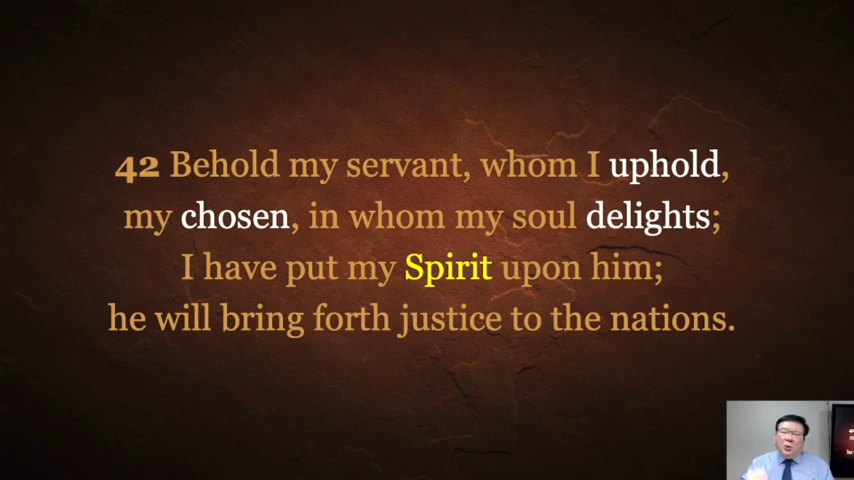 42 Behold my servant, whom I uphold,
my chosen, in whom my soul delights;
I have put my Spirit upon him;
he will bring forth justice to the nations.